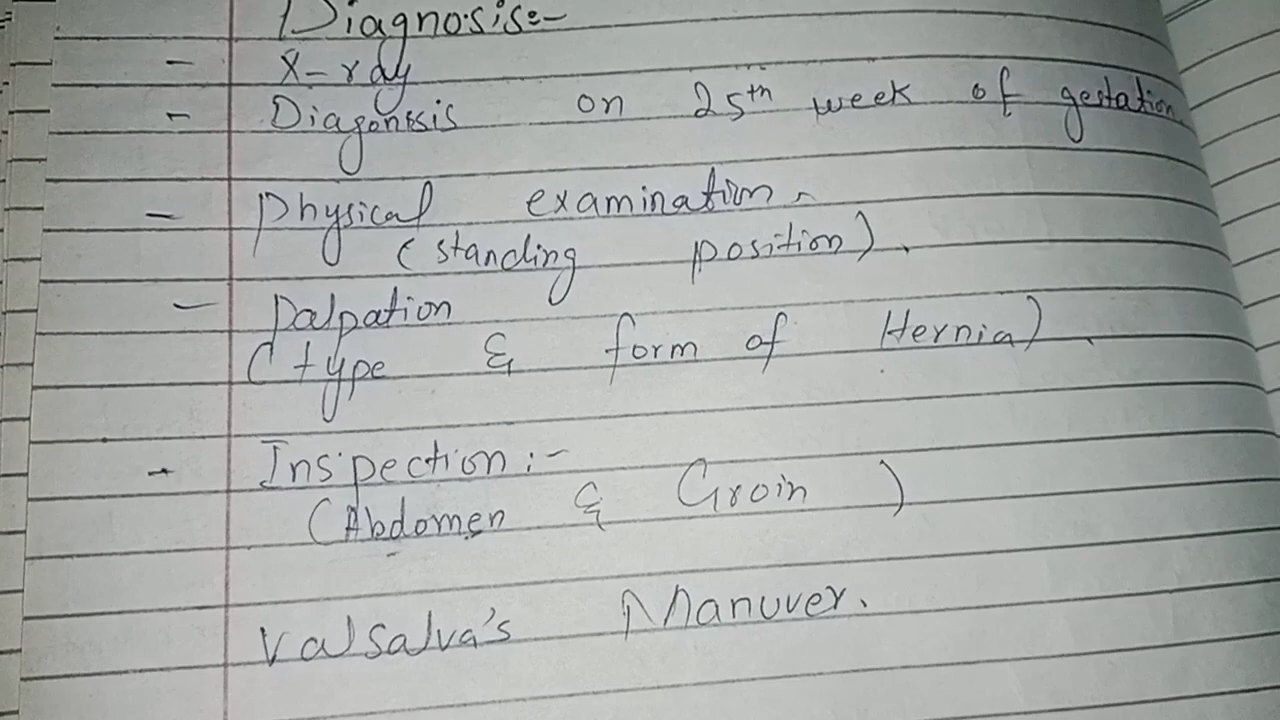 Diagnosis:-
- X-ray
- Diagonisis on 25th week of gestation.
- Physical examination.
(standing position).
- Palpation
(type & form of Hernia).
- Inspection :-
(Abdomen & Groin)
Valsalva's Manuver.